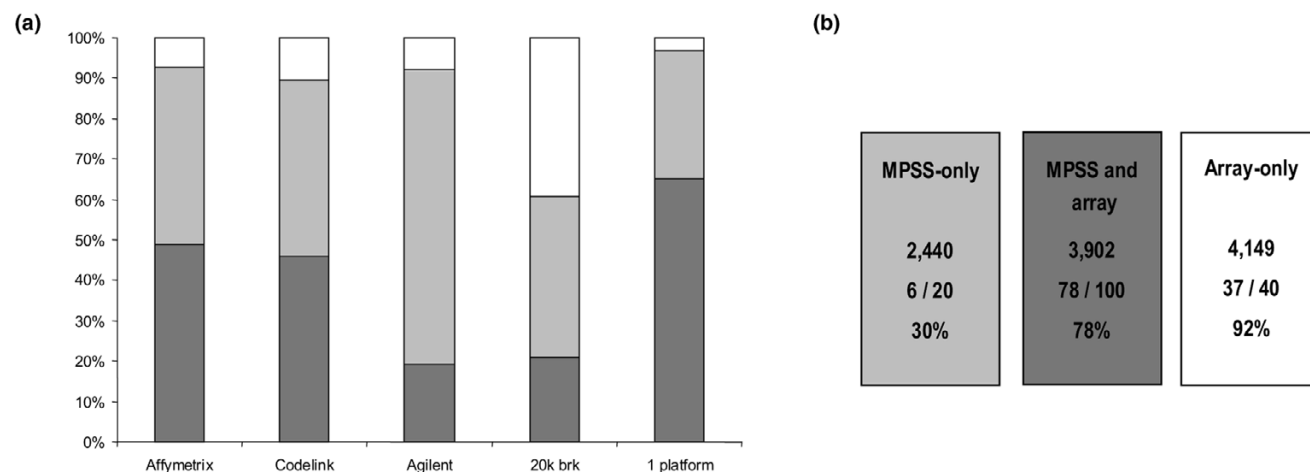 (a)
100%
90%
80%
70%
60%
50%
40%
30%
20%
10%
0%
Affymetrix
Codelink
Agilent
20k brk
1 platform
(b)
MPSS-only
2,440
6 / 20
30%
MPSS and
array
3,902
78 / 100
78%
Array-only
4,149
37 / 40
92%